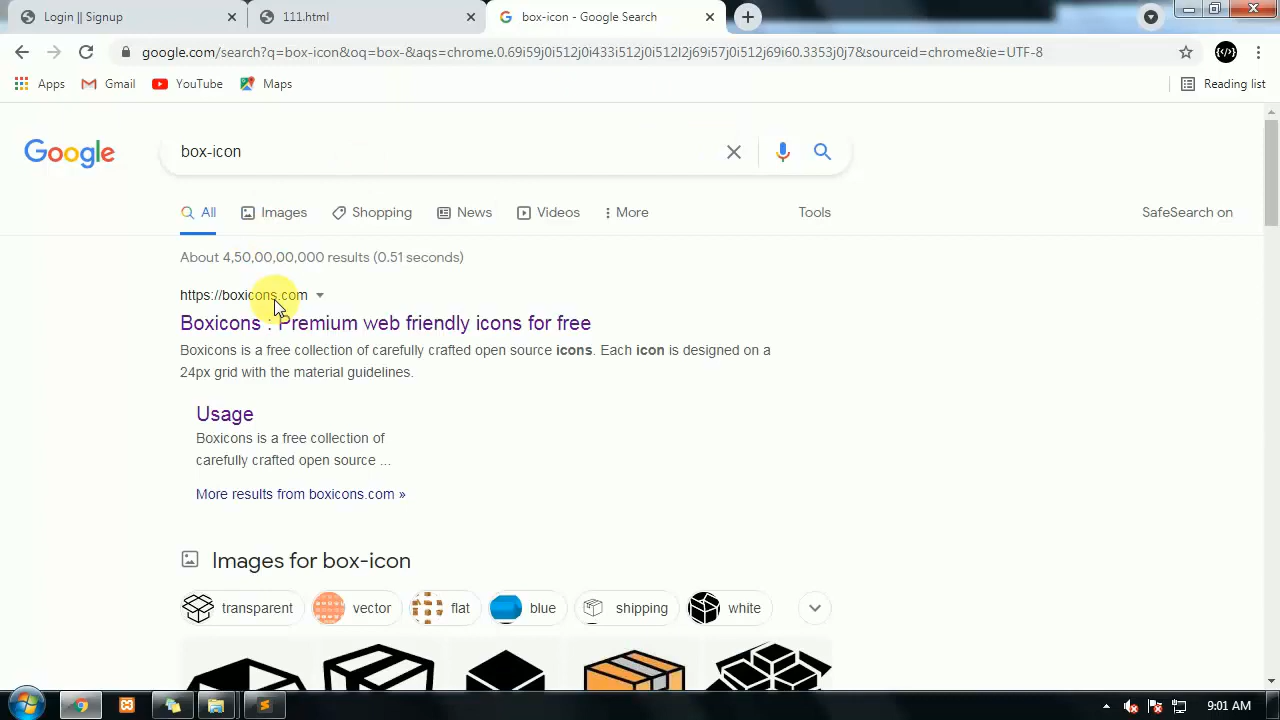 Login || Signup
111.html
box-icon - Google Search
google.com/search?q=box-icon&oq=box-&aqs=chrome.0.69i59j0i512j0i433i512j0i512l2j69i57j0i512j69i60.3353j0j7&sourceid=chrome&ie=UTF-8
Apps
Gmail
YouTube
Maps
Reading list
Google
box-icon
All
Images
Shopping
News
Videos
More
Tools
SafeSearch on
About 4,50,00,00,000 results (0.51 seconds)
https://boxicons.com
Boxicons : Premium web friendly icons for free
Boxicons is a free collection of carefully crafted open source icons. Each icon is designed on a
24px grid with the material guidelines.
Usage
Boxicons is a free collection of
carefully crafted open source ...
More results from boxicons.com »
Images for box-icon
transparent
vector
flat
blue
shipping
white
9:01 AM